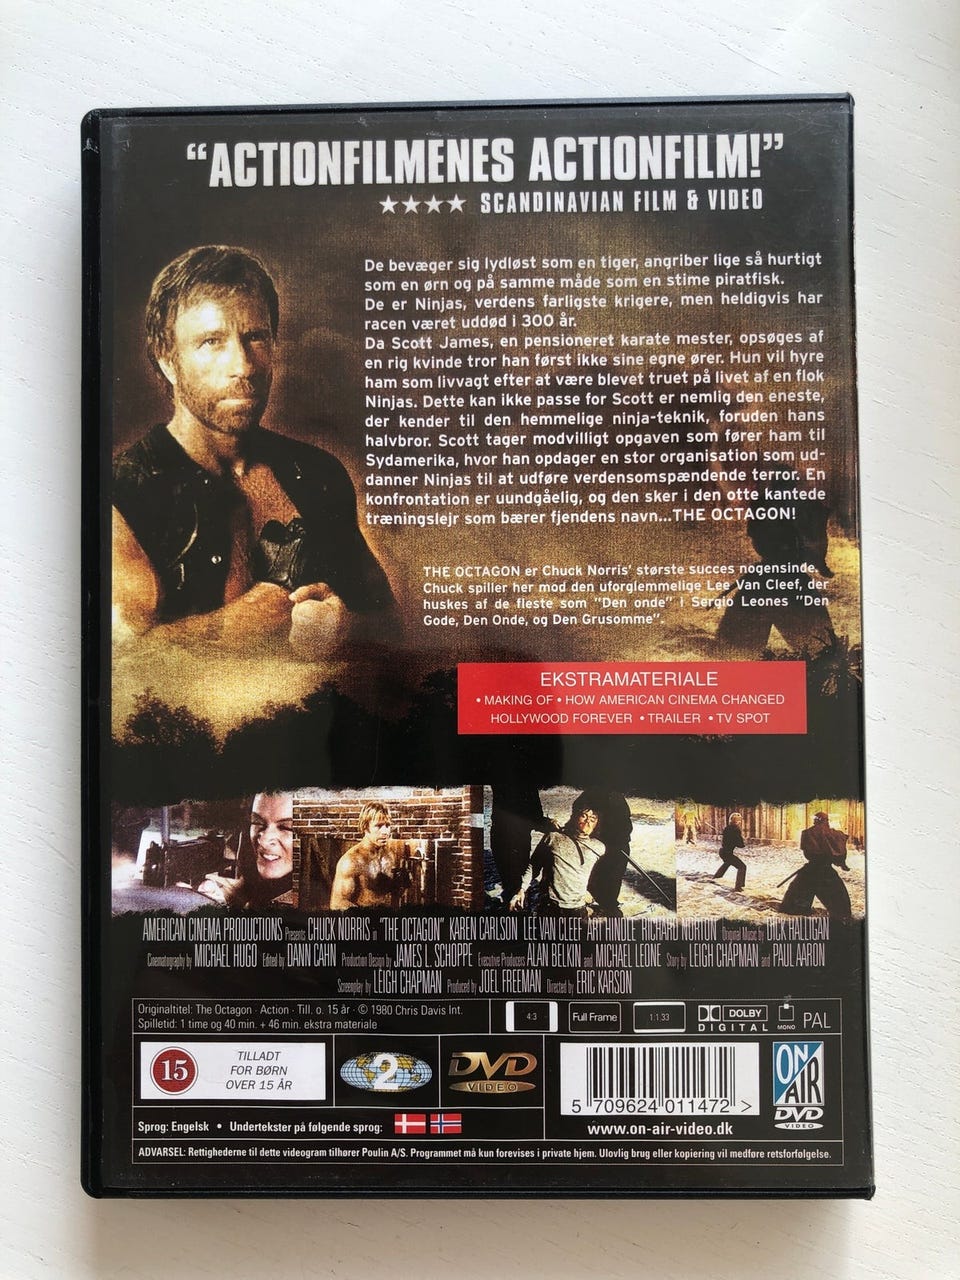 “ACTIONFILMENES ACTIONFILM!”
★★★★ SCANDINAVIAN FILM & VIDEO
De bevæger sig lydløst som en tiger, angriber lige så hurtigt
som en ørn og på samme måde som en stime piratfisk.
De er Ninjas, verdens farligste krigere, men heldigvis har
racen været uddød i 300 år.
Da Scott James, en pensioneret karate mester, opsøges af
en rig kvinde tror han først ikke sine egne ører. Hun vil hyre
ham som livvagt efter at være blevet truet på livet af en flok
Ninjas. Dette kan ikke passe for Scott er nemlig den eneste,
der kender til den hemmelige ninja-teknik, foruden hans
halvbror. Scott tager modvilligt opgaven som fører ham til
Sydamerika, hvor han opdager en stor organisation som ud-
danner Ninjas til at udføre verdensomspændende terror. En
konfrontation er uundgåelig, og den sker i den otte kantede
træningslejr som bærer fjendens navn...THE OCTAGON!
THE OCTAGON er Chuck Norris' største succes nogensinde.
Chuck spiller her mod den uforglemmelige Lee Van Cleef, der
huskes af de fleste som "Den onde" i Sergio Leones "Den
Gode, Den Onde, og Den Grusomme".
EKSTRAMATERIALE
• MAKING OF • HOW AMERICAN CINEMA CHANGED
HOLLYWOOD FOREVER • TRAILER • TV SPOT
AMERICAN CINEMA PRODUCTIONS Presents CHUCK NORRIS in "THE OCTAGON" KAREN CARLSON LEE VAN CLEEF ART HINDLE RICHARD NORTON Original Music by DICK HALLIGAN
Cinematography by MICHAEL HUGO Edited by DANN CAHN Production Design by JAMES L. SCHOPPE Executive Producers ALAN BELKIN and MICHAEL LEONE Story by LEIGH CHAPMAN and PAUL AARON
Screenplay by LEIGH CHAPMAN Produced by JOEL FREEMAN Directed by ERIC KARSON
Originaltitel: The Octagon - Action - Till. o. 15 år - © 1980 Chris Davis Int.
Spilletid: 1 time og 40 min. + 46 min. ekstra materiale
4:3 Full Frame 1:1.33 DOLBY DIGITAL MONO PAL
15
TILLADT
FOR BØRN
OVER 15 ÅR
2
DVD
VIDEO
5 709624 011472 >
www.on-air-video.dk
ON
AIR
DVD
VIDEO
Sprog: Engelsk • Undertekster på følgende sprog:
ADVARSEL: Rettighederne til dette videogram tilhører Poulin A/S. Programmet må kun forevises i private hjem. Ulovlig brug eller kopiering vil medføre retsforfølgelse.